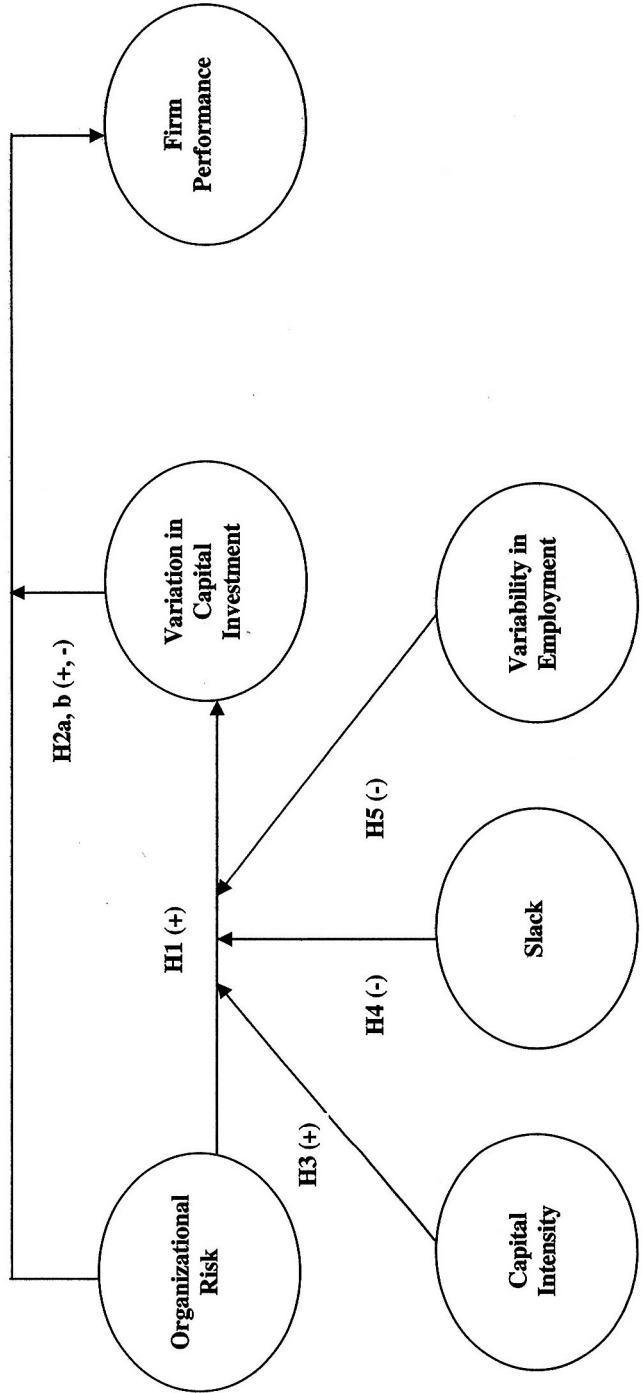 H2a, b (+, -)
Organizational
Risk
H1 (+)
Variation in
Capital
Investment
Firm
Performance
H3 (+)
H4 (-)
H5 (-)
Capital
Intensity
Slack
Variability in
Employment